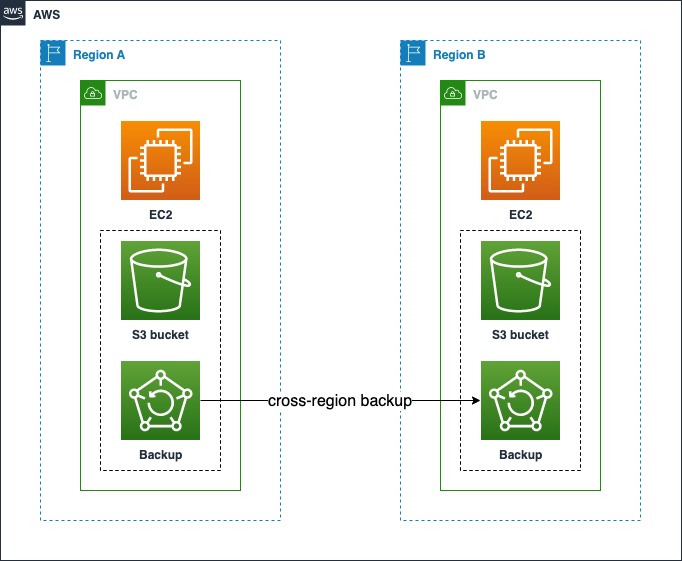 aws
AWS
Region A
VPC
EC2
S3 bucket
Backup
cross-region backup
Region B
VPC
EC2
S3 bucket
Backup